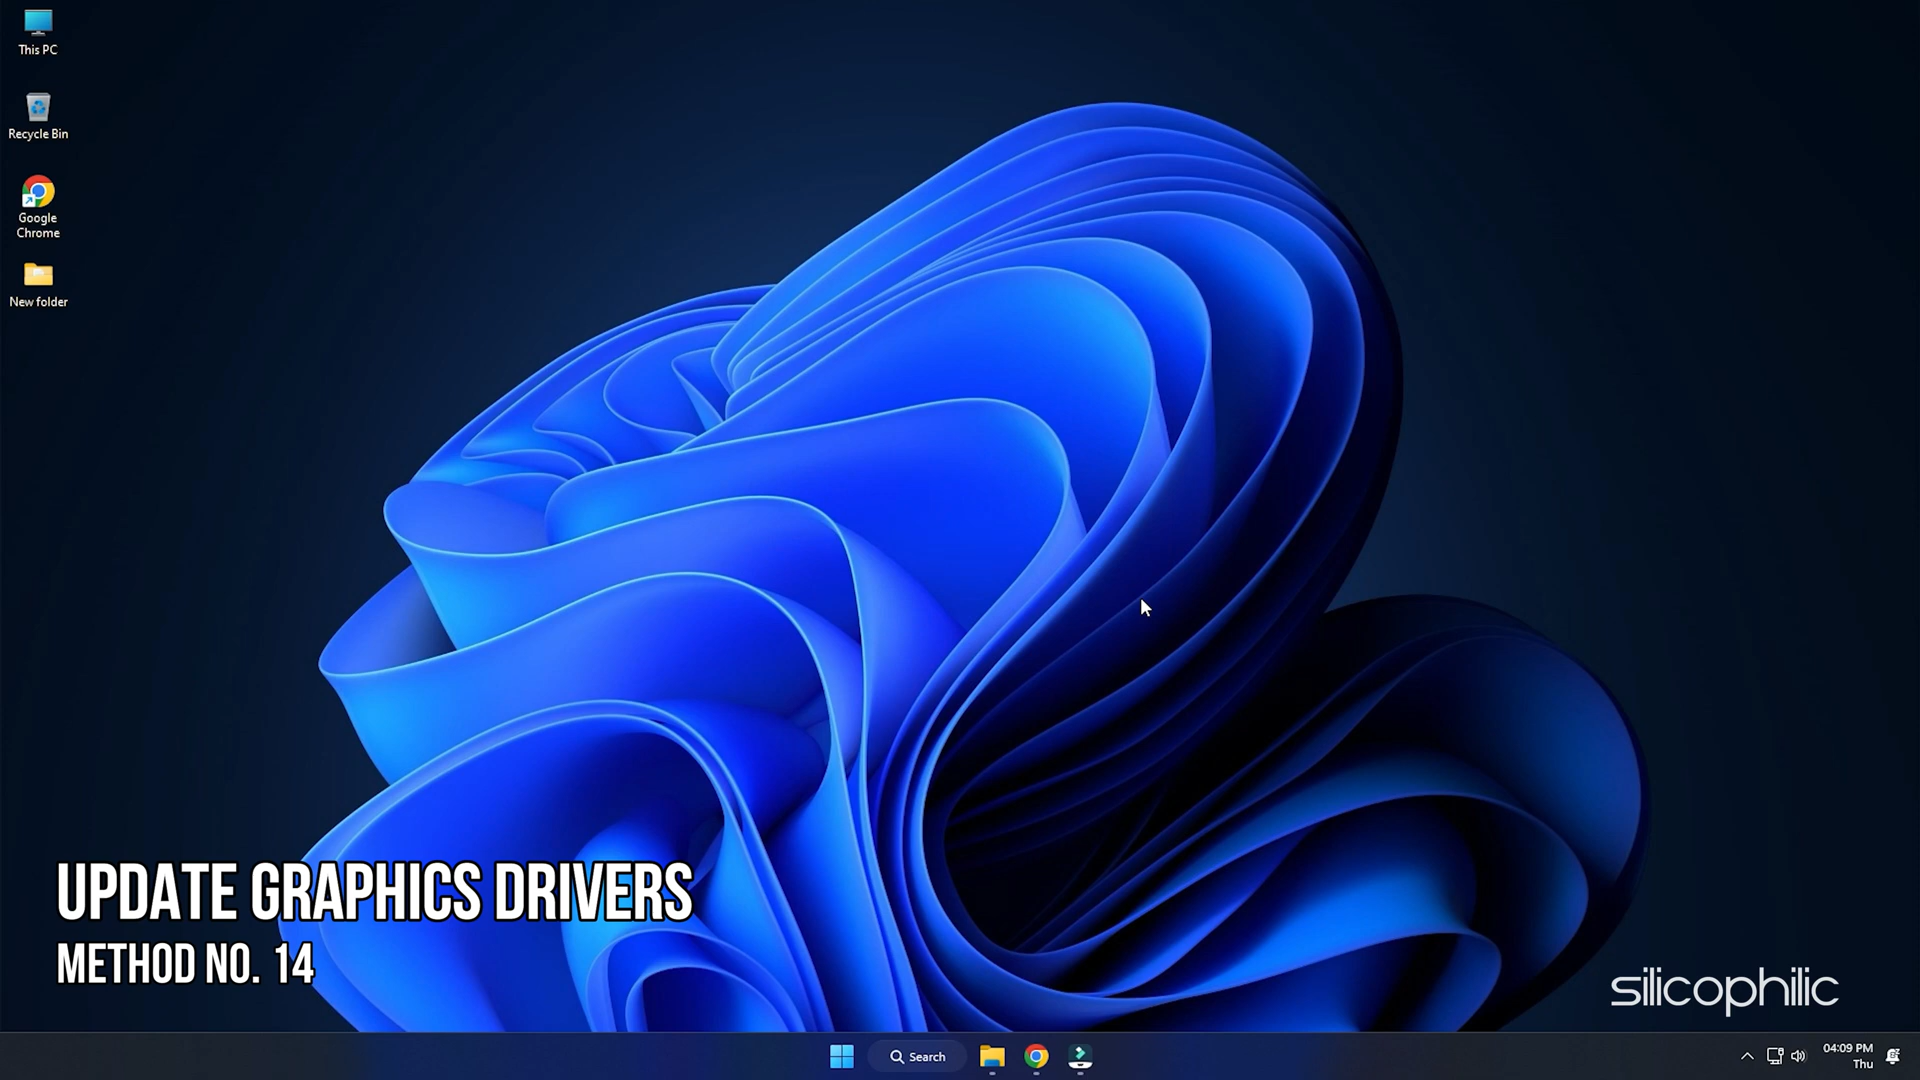 This PC
Recycle Bin
Google
Chrome
New folder
UPDATE GRAPHICS DRIVERS
METHOD NO. 14
silicophilic
Search
04:09 PM
Thu